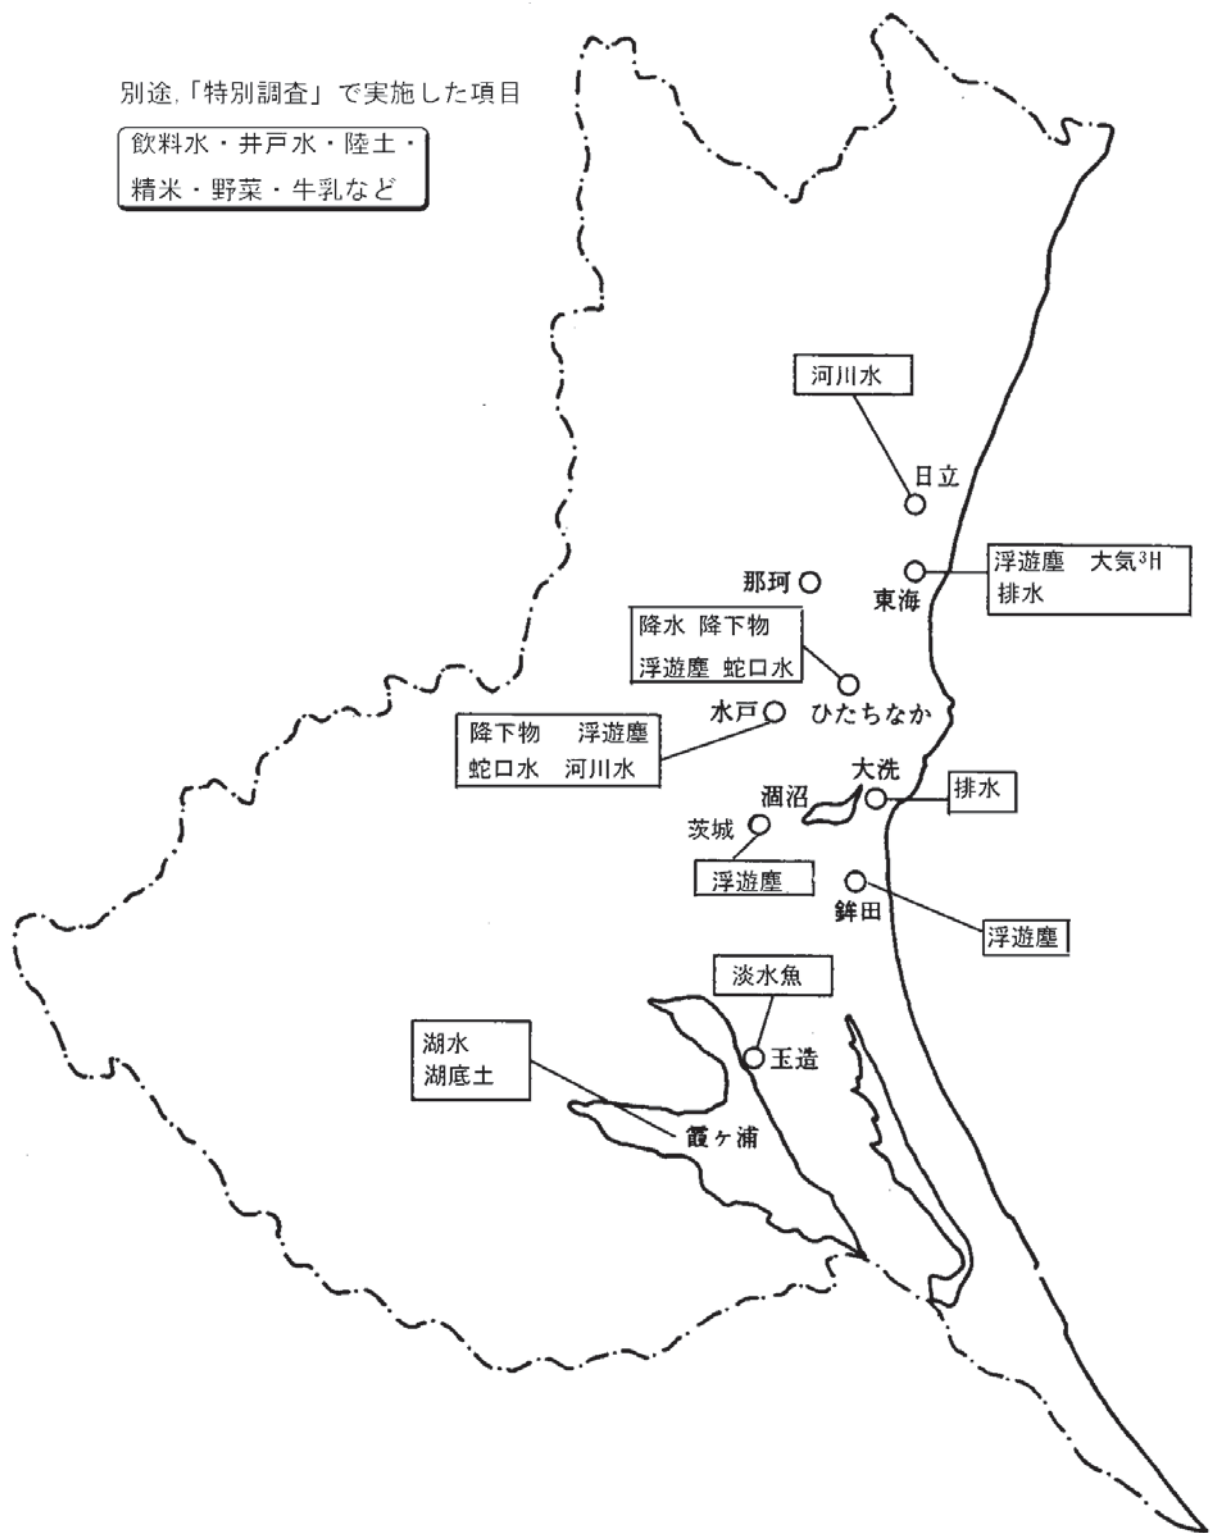 別途,「特別調査」で実施した項目
飲料水・井戸水・陸土・
精米・野菜・牛乳など
河川水
日立
浮遊塵 大気³H
排水
東海
那珂
降水 降下物
浮遊塵 蛇口水
ひたちなか
水戸
降下物 浮遊塵
蛇口水 河川水
大洗
排水
涸沼
茨城
浮遊塵
鉾田
浮遊塵
淡水魚
玉造
湖水
湖底土
霞ヶ浦